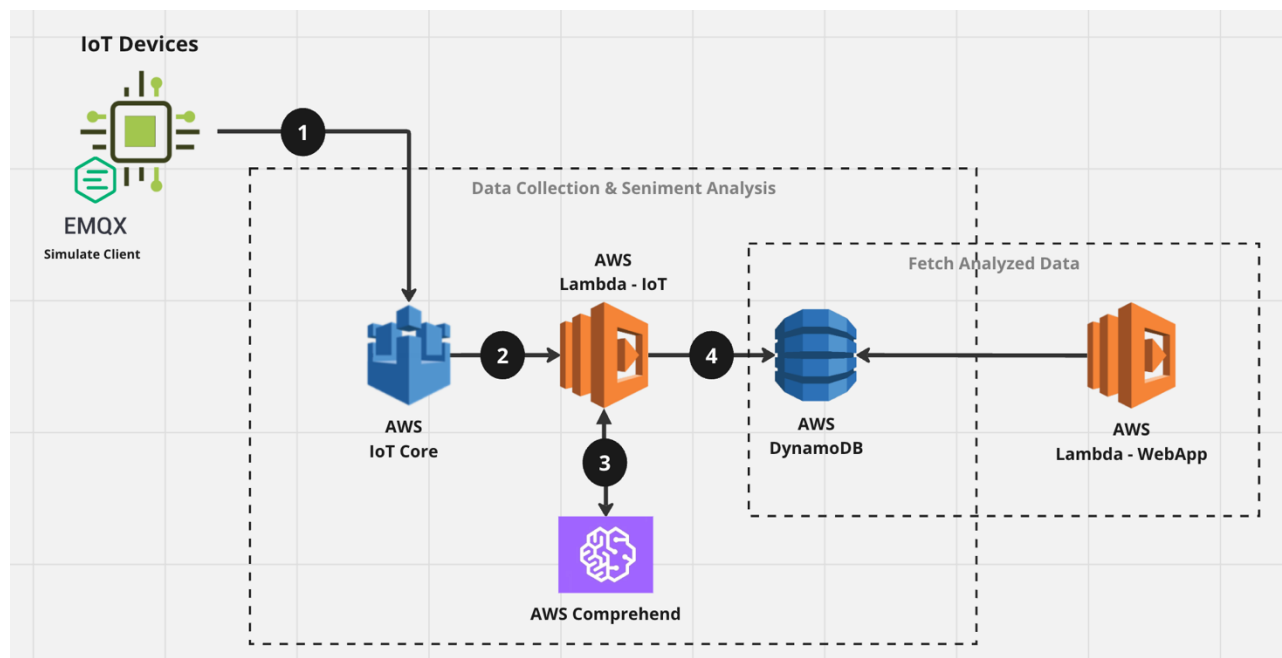 IoT Devices
1
EMQX
Simulate Client
Data Collection & Seniment Analysis
Fetch Analyzed Data
AWS
Lambda - IoT
2
4
AWS
IoT Core
AWS
DynamoDB
AWS
Lambda - WebApp
3
AWS Comprehend